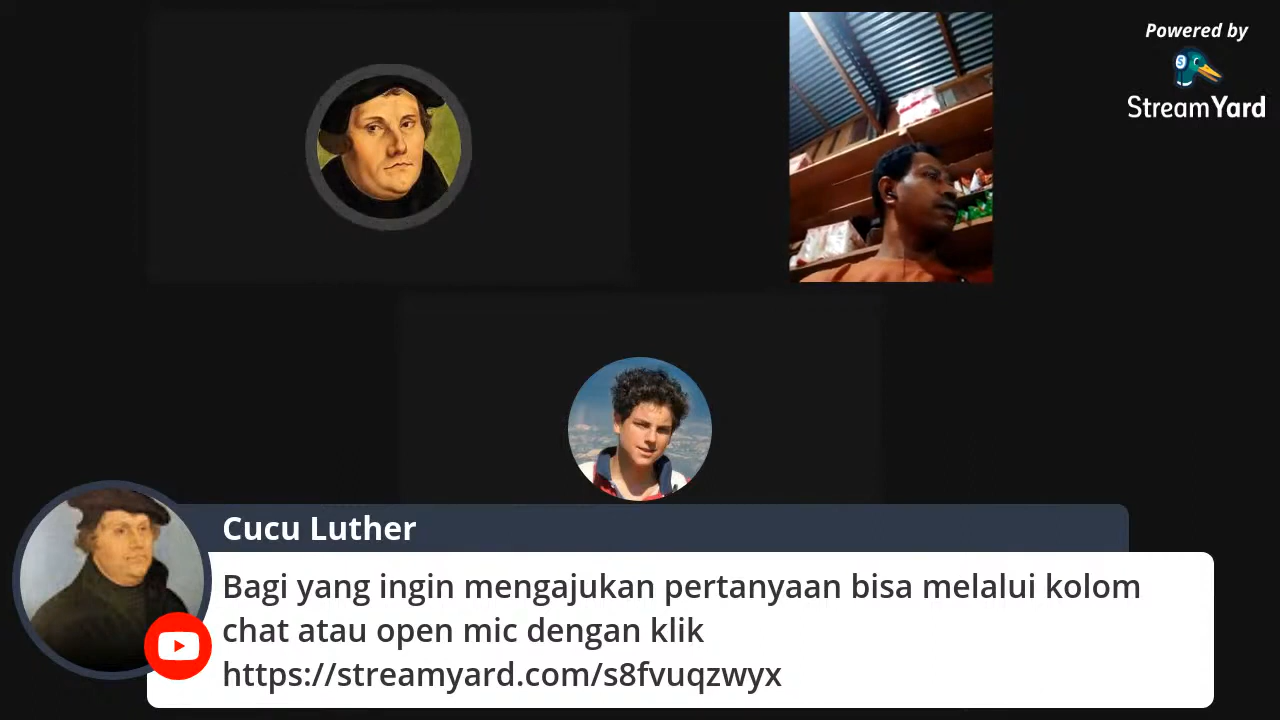 Powered by
StreamYard
Cucu Luther
Bagi yang ingin mengajukan pertanyaan bisa melalui kolom
chat atau open mic dengan klik
https://streamyard.com/s8fvuqzwyx